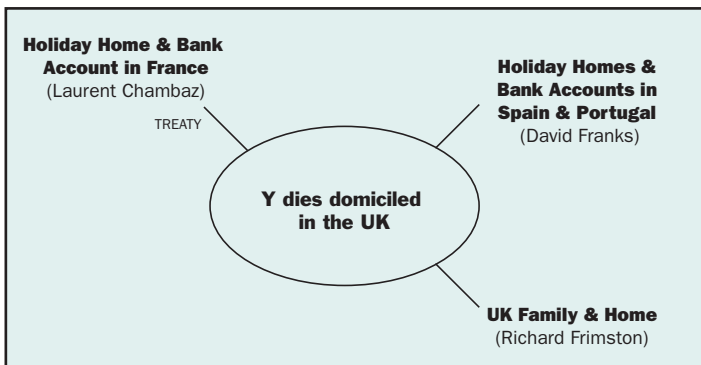 Holiday Home & Bank
Account in France
(Laurent Chambaz)
TREATY
Holiday Homes &
Bank Accounts in
Spain & Portugal
(David Franks)
Y dies domiciled
in the UK
UK Family & Home
(Richard Frimston)